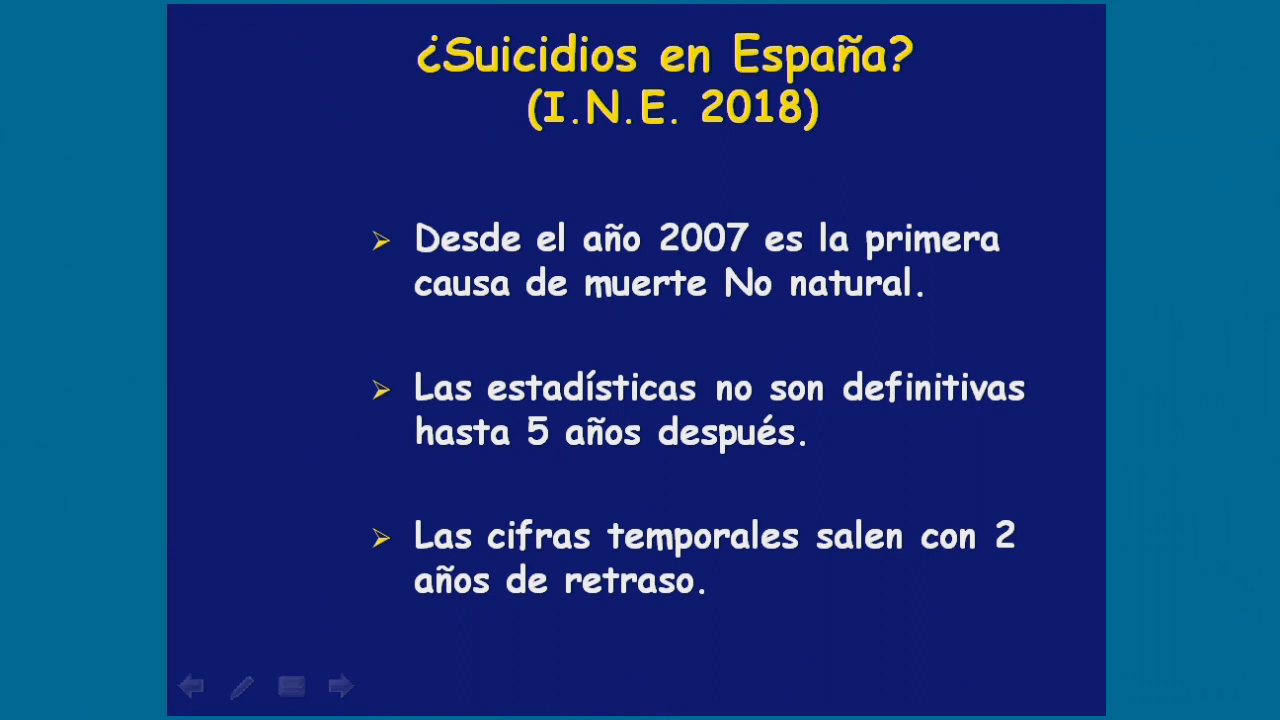 ¿Suicidios en España?
(I.N.E. 2018)
Desde el año 2007 es la primera
causa de muerte No natural.
Las estadísticas no son definitivas
hasta 5 años después.
Las cifras temporales salen con 2
años de retraso.